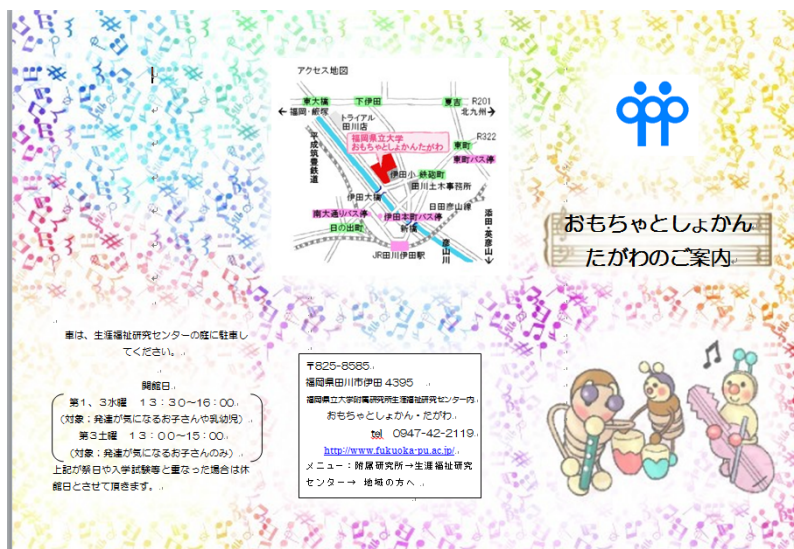 車は、生涯福祉研究センターの庭に駐車し
てください。
開館日
第1、3水曜　13：30～16：00
(対象；発達が気になるお子さんや乳幼児)
第3土曜　13：00～15：00
(対象；発達が気になるお子さんのみ)
上記が祭日や入学試験等と重なった場合は休
館日とさせて頂きます。
アクセス地図
東大橋
下伊田
夏吉
R201
←福岡・飯塚
北九州→
トライアル
田川店
平成筑豊鉄道
福岡県立大学
おもちゃとしょかんたがわ
R322
東町
東町バス停
伊田小
鉄砲町
田川土木事務所
伊田大橋
日田彦山線
南大通りバス停
伊田本町バス停
日の出町
新橋
彦山川
添田・英彦山
JR田川伊田駅
〒825-8585
福岡県田川市伊田 4395
福岡県立大学附属研究所生涯福祉研究センター内
おもちゃとしょかん・たがわ
tel　0947-42-2119
http://www.fukuoka-pu.ac.jp/
メニュー：附属研究所→生涯福祉研究
センター→ 地域の方へ
おもちゃとしょかん
たがわのご案内